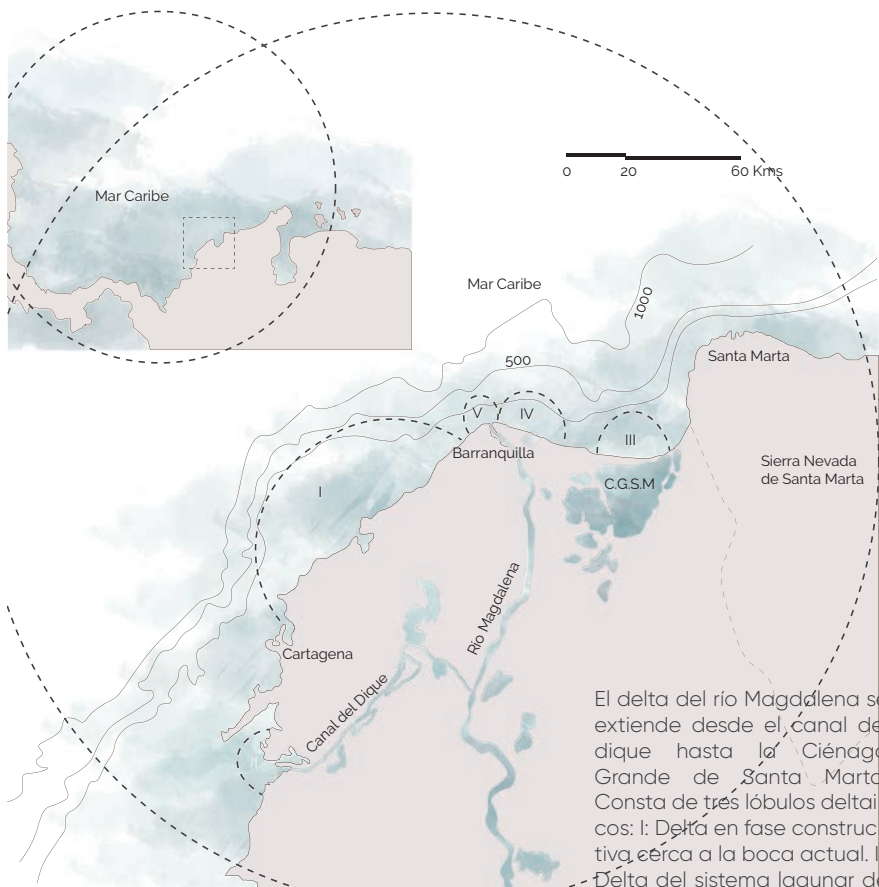 Mar Caribe
0 20 60 Kms
Mar Caribe
1000
500
Santa Marta
V
IV
III
Barranquilla
C.G.S.M
Sierra Nevada
de Santa Marta
I
Río Magdalena
Cartagena
Canal del Dique
II
El delta del río Magdalena se
extiende desde el canal de
dique hasta la Ciénaga
Grande de Santa Marta
Consta de tres lóbulos deltai
cos: I: Delta en fase construc
tiva cerca a la boca actual. I
Delta del sistema lagunar de